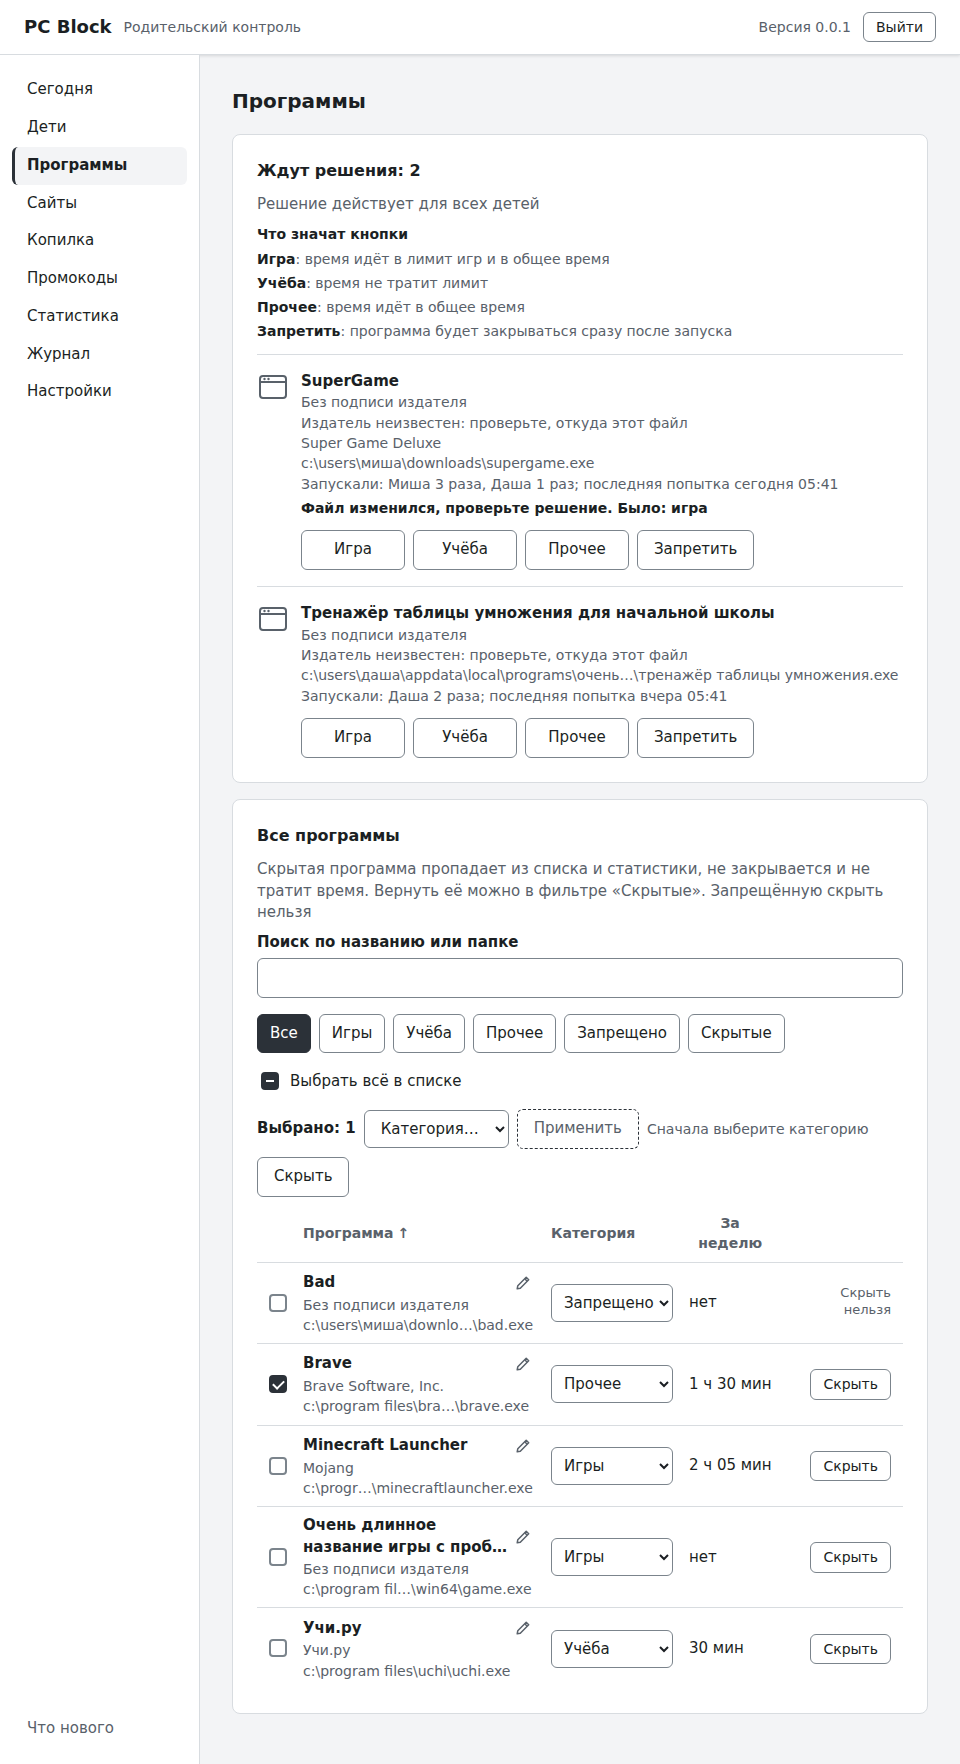 PC Block Родительский контроль Версия 0.0.1 Выйти
Сегодня
Дети
Программы
Сайты
Копилка
Промокоды
Статистика
Журнал
Настройки
Что нового
Программы
Ждут решения: 2
Решение действует для всех детей
Что значат кнопки
Игра: время идёт в лимит игр и в общее время
Учёба: время не тратит лимит
Прочее: время идёт в общее время
Запретить: программа будет закрываться сразу после запуска
SuperGame
Без подписи издателя
Издатель неизвестен: проверьте, откуда этот файл
Super Game Deluxe
c:\users\миша\downloads\supergame.exe
Запускали: Миша 3 раза, Даша 1 раз; последняя попытка сегодня 05:41
Файл изменился, проверьте решение. Было: игра
Игра Учёба Прочее Запретить
Тренажёр таблицы умножения для начальной школы
Без подписи издателя
Издатель неизвестен: проверьте, откуда этот файл
c:\users\даша\appdata\local\programs\очень…\тренажёр таблицы умножения.exe
Запускали: Даша 2 раза; последняя попытка вчера 05:41
Игра Учёба Прочее Запретить
Все программы
Скрытая программа пропадает из списка и статистики, не закрывается и не
тратит время. Вернуть её можно в фильтре «Скрытые». Запрещённую скрыть
нельзя
Поиск по названию или папке
Все Игры Учёба Прочее Запрещено Скрытые
Выбрать всё в списке
Выбрано: 1 Категория… Применить Сначала выберите категорию
Скрыть
Программа ↑ Категория За
неделю
Bad
Без подписи издателя
c:\users\миша\downlo…\bad.exe
Запрещено нет Скрыть
нельзя
Brave
Brave Software, Inc.
c:\program files\bra…\brave.exe
Прочее 1 ч 30 мин Скрыть
Minecraft Launcher
Mojang
c:\progr…\minecraftlauncher.exe
Игры 2 ч 05 мин Скрыть
Очень длинное
название игры с проб…
Без подписи издателя
c:\program fil…\win64\game.exe
Игры нет Скрыть
Учи.ру
Учи.ру
c:\program files\uchi\uchi.exe
Учёба 30 мин Скрыть